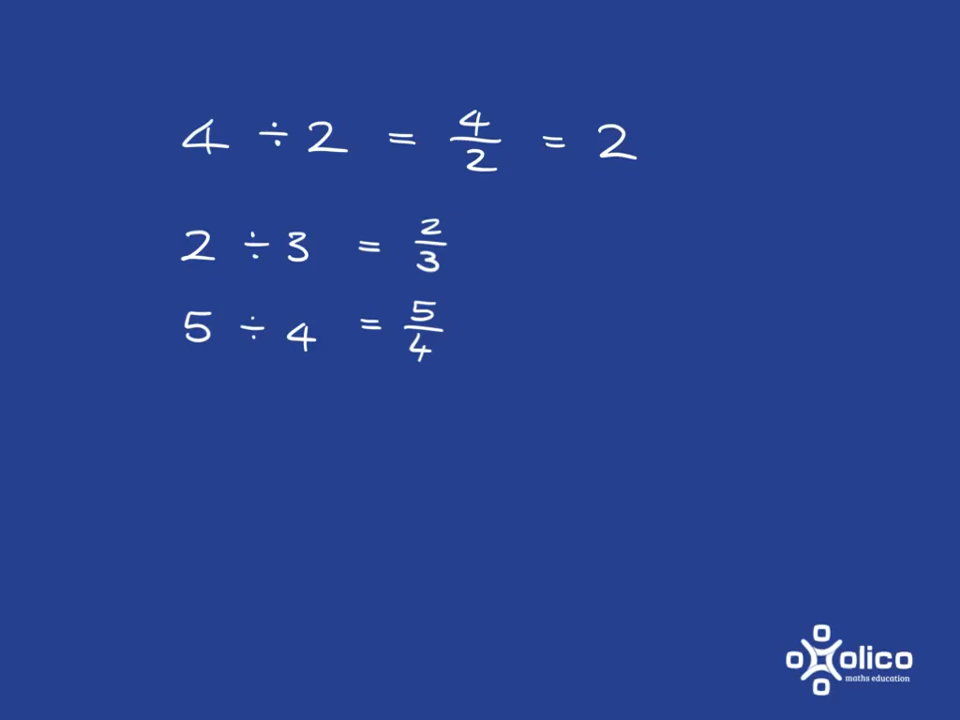 4 ÷ 2 = 4/2 = 2
2 ÷ 3 = 2/3
5 ÷ 4 = 5/4
olico
maths education